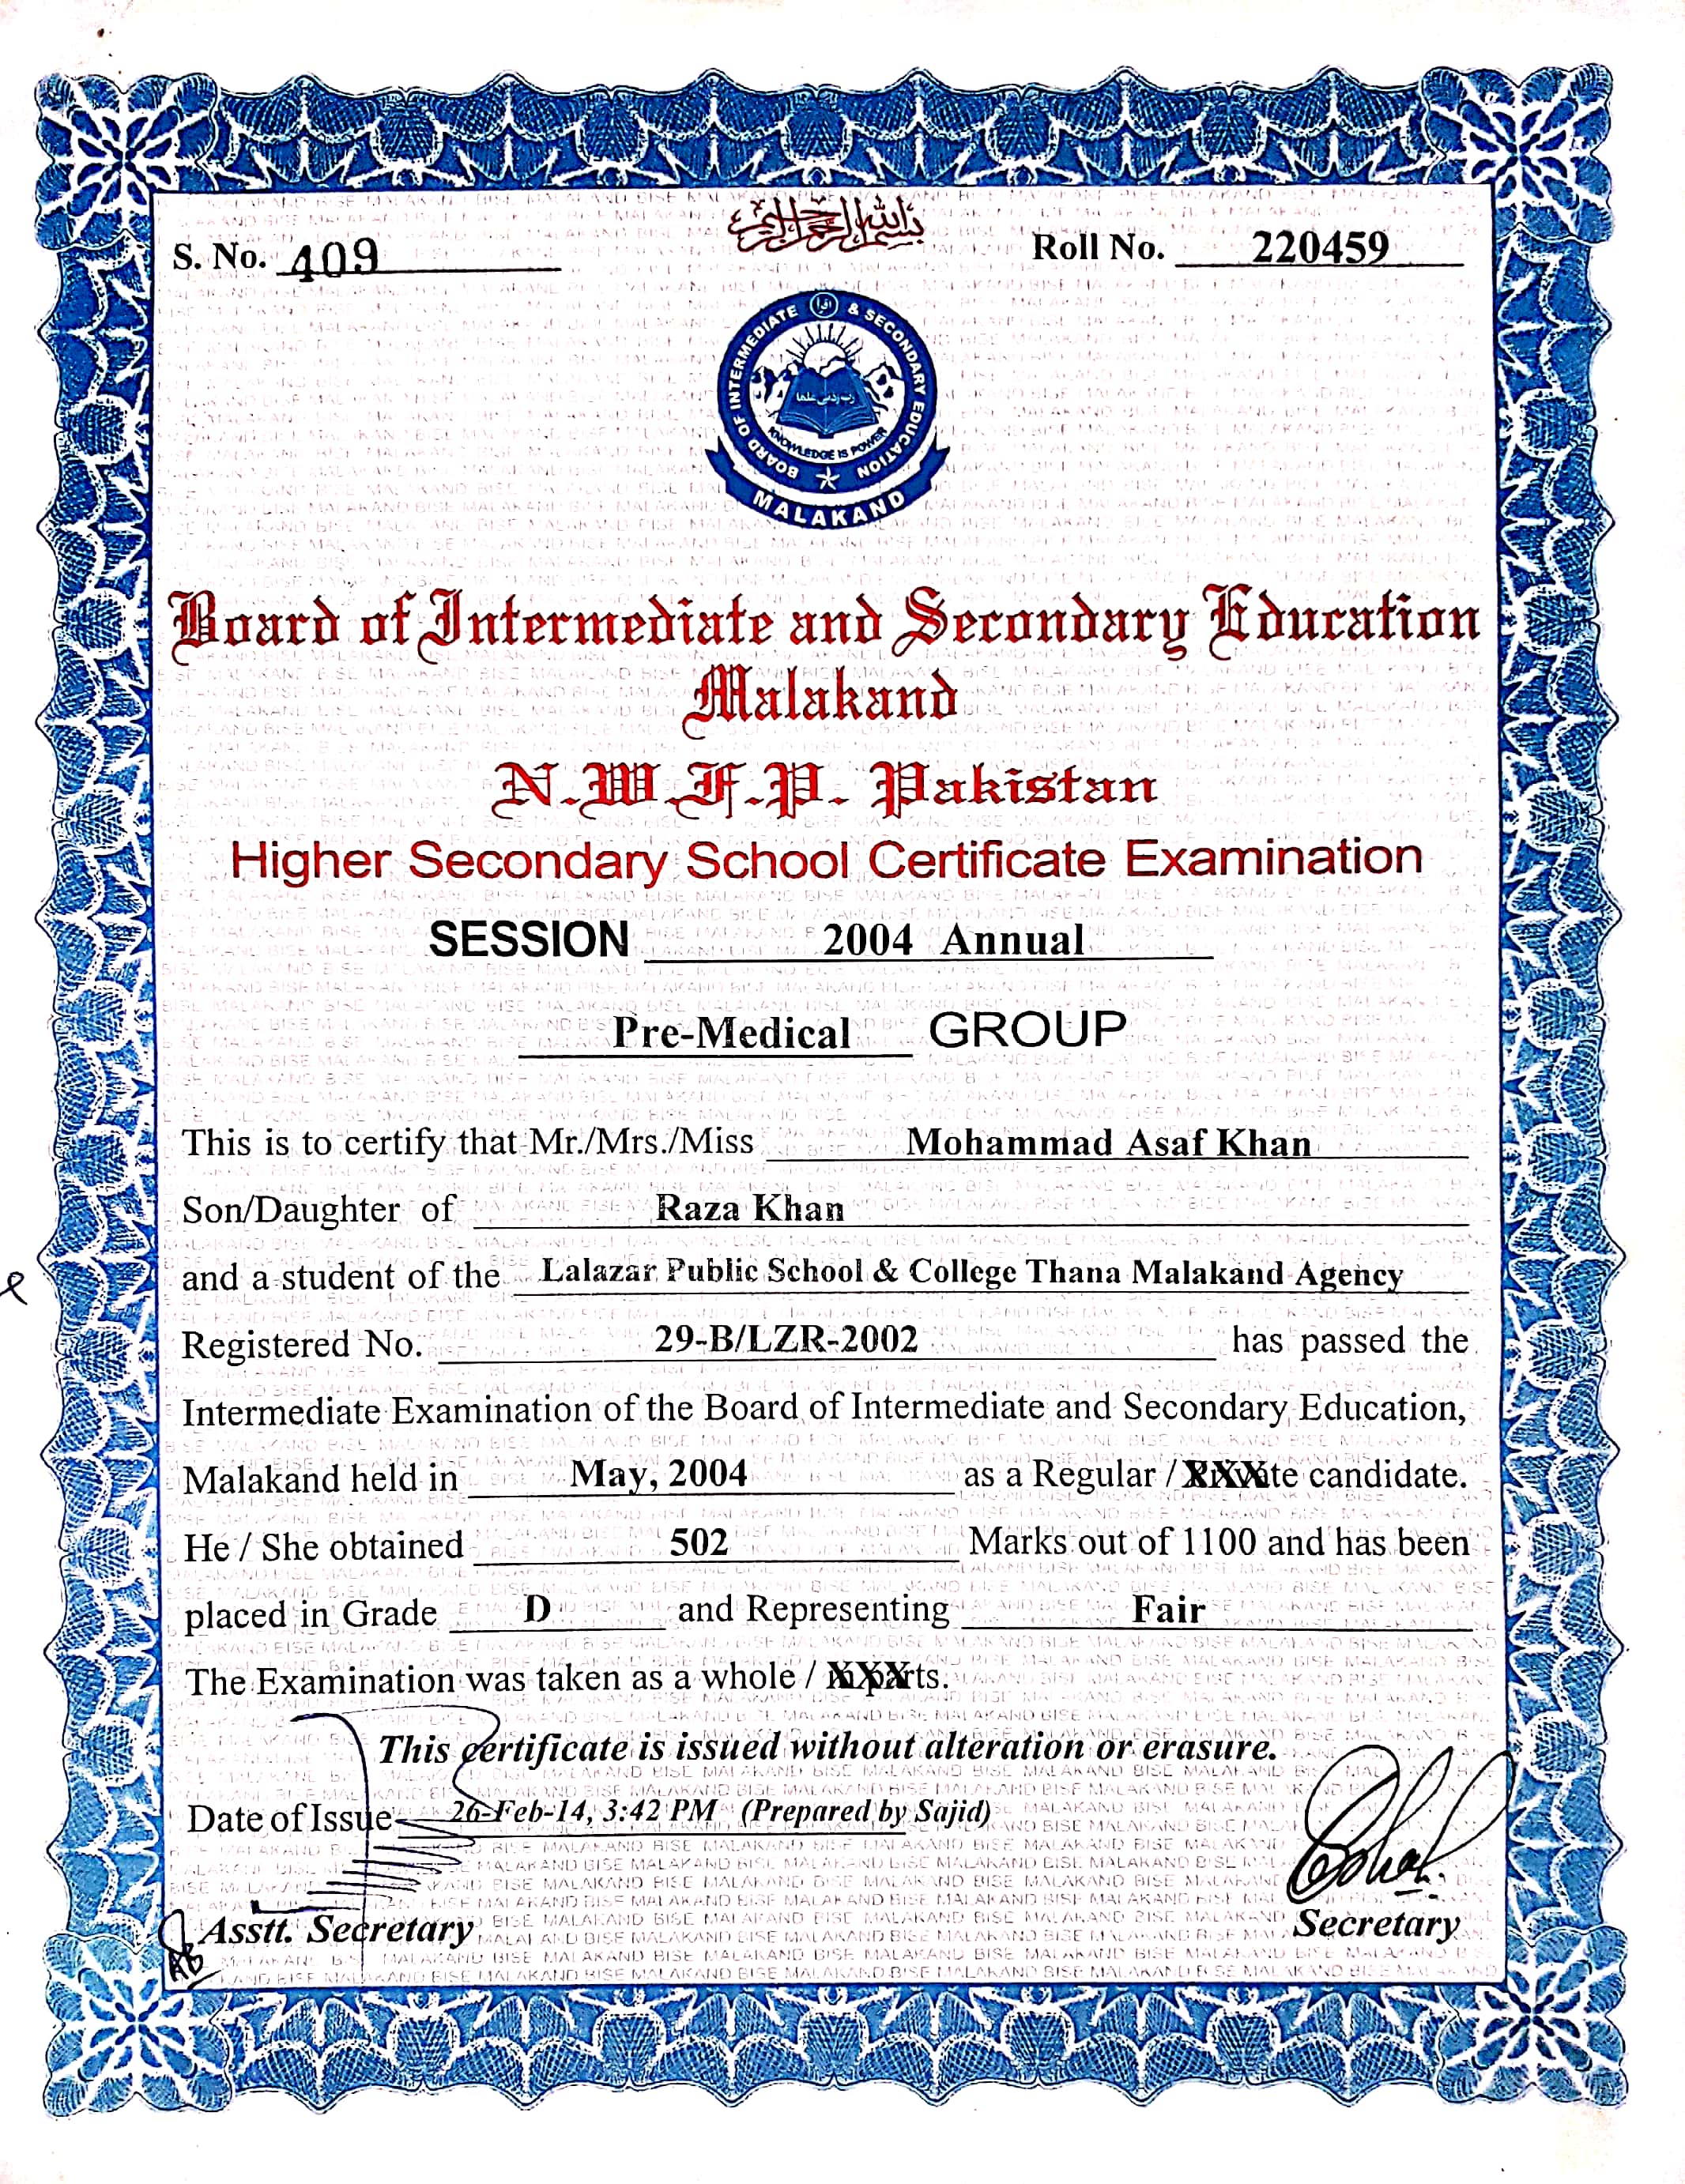 بسم الله الرحمن الرحيم
S. No. 409
Roll No. 220459
BOARD OF INTERMEDIATE & SECONDARY EDUCATION
اقرا
رب زدنی علما
KNOWLEDGE IS POWER
MALAKAND
Board of Intermediate and Secondary Education
Malakand
N.W.F.P. Pakistan
Higher Secondary School Certificate Examination
SESSION 2004 Annual
Pre-Medical GROUP
This is to certify that Mr./Mrs./Miss Mohammad Asaf Khan
Son/Daughter of Raza Khan
and a student of the Lalazar Public School & College Thana Malakand Agency
Registered No. 29-B/LZR-2002 has passed the
Intermediate Examination of the Board of Intermediate and Secondary Education,
Malakand held in May, 2004 as a Regular / XXXte candidate.
He / She obtained 502 Marks out of 1100 and has been
placed in Grade D and Representing Fair
The Examination was taken as a whole / XXXrts.
This certificate is issued without alteration or erasure.
Date of Issue 26-Feb-14, 3:42 PM (Prepared by Sajid)
Asstt. Secretary
Secretary